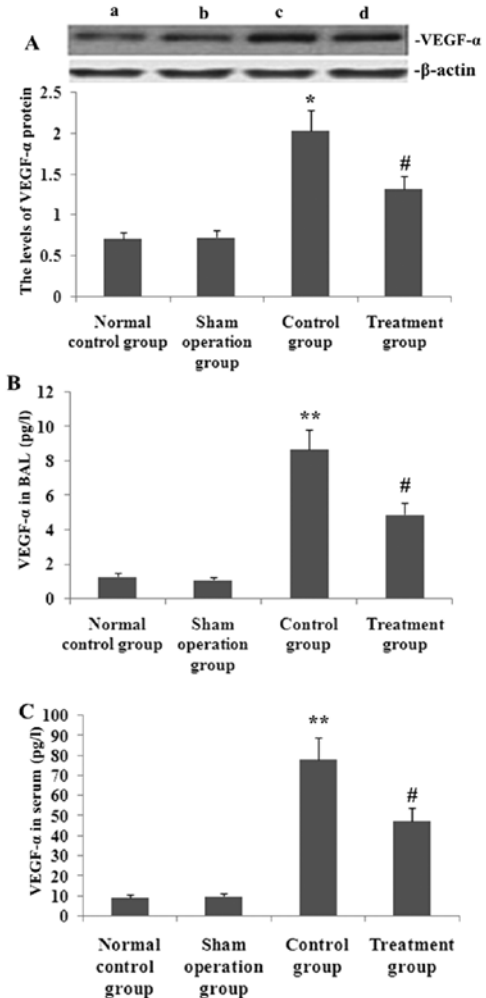 a b c d
A
-VEGF-α
-β-actin
The levels of VEGF-α protein
2.5
2
1.5
1
0.5
0
*
#
Normal control group
Sham operation group
Control group
Treatment group
B
VEGF-α in BAL (pg/l)
12
10
8
6
4
2
0
**
#
Normal control group
Sham operation group
Control group
Treatment group
C
VEGF-α in serum (pg/l)
100
90
80
70
60
50
40
30
20
10
0
**
#
Normal control group
Sham operation group
Control group
Treatment group